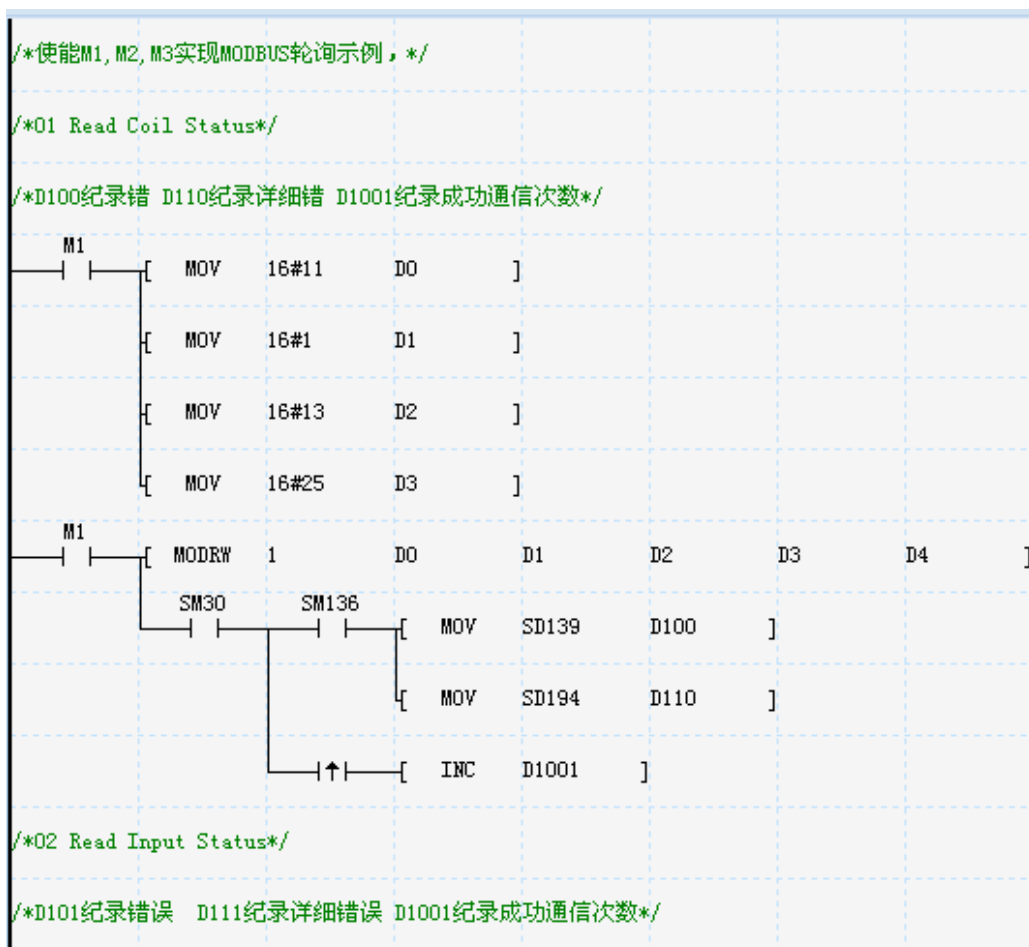 /*使能M1,M2,M3实现MODBUS轮询示例，*/
/*01 Read Coil Status*/
/*D100纪录错 D110纪录详细错 D1001纪录成功通信次数*/
M1
[ MOV 16#11 D0 ]
[ MOV 16#1 D1 ]
[ MOV 16#13 D2 ]
[ MOV 16#25 D3 ]
M1
[ MODRW 1 D0 D1 D2 D3 D4 ]
SM30 SM136
[ MOV SD139 D100 ]
[ MOV SD194 D110 ]
[ INC D1001 ]
/*02 Read Input Status*/
/*D101纪录错误 D111纪录详细错误 D1001纪录成功通信次数*/